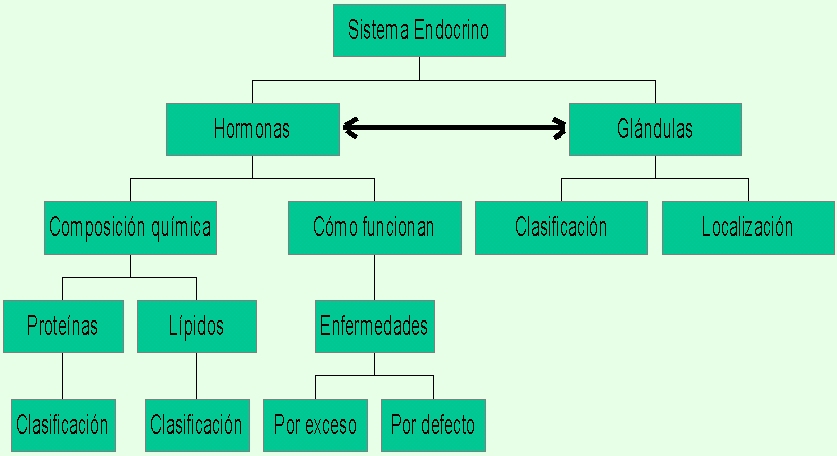 Sistema Endocrino
Hormonas
Glándulas
Composición química
Cómo funcionan
Clasificación
Localización
Proteínas
Lípidos
Enfermedades
Clasificación
Clasificación
Por exceso
Por defecto